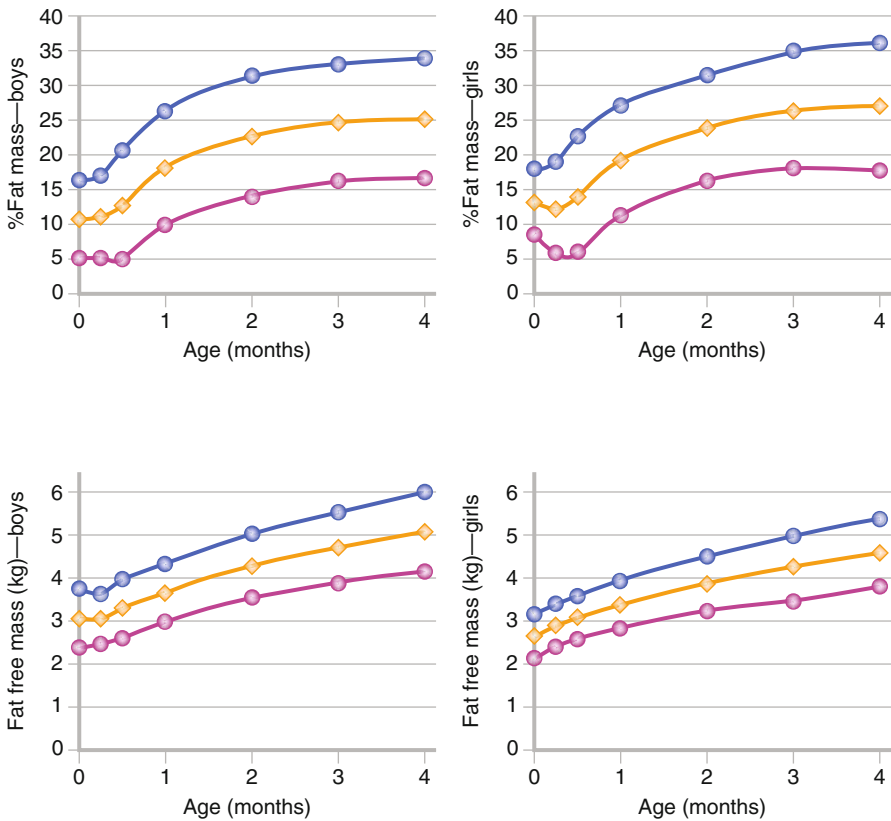 %Fat mass—boys
40
35
30
25
20
15
10
5
0
0 1 2 3 4
Age (months)
%Fat mass—girls
40
35
30
25
20
15
10
5
0
0 1 2 3 4
Age (months)
Fat free mass (kg)—boys
6
5
4
3
2
1
0
0 1 2 3 4
Age (months)
Fat free mass (kg)—girls
6
5
4
3
2
1
0
0 1 2 3 4
Age (months)